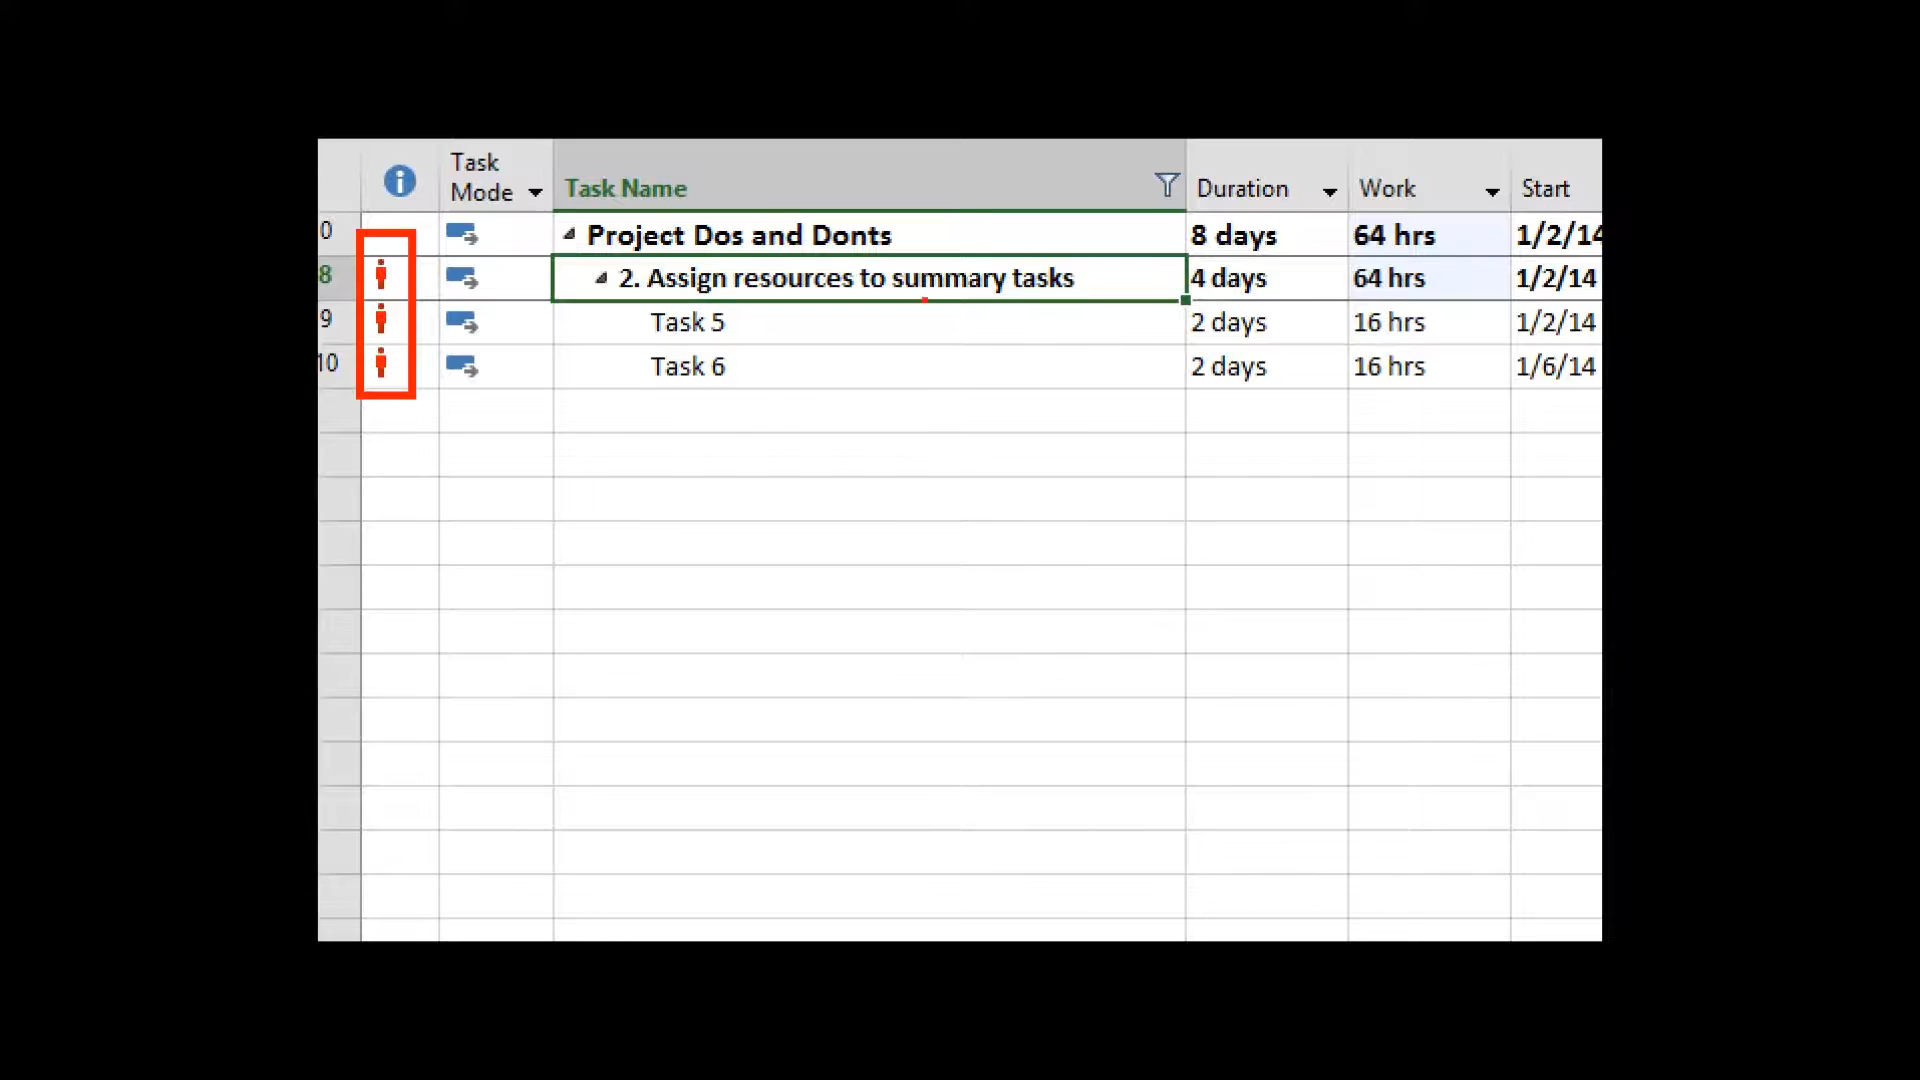 Task Mode Task Name Duration Work Start
0 Project Dos and Donts 8 days 64 hrs 1/2/14
8 2. Assign resources to summary tasks 4 days 64 hrs 1/2/14
9 Task 5 2 days 16 hrs 1/2/14
10 Task 6 2 days 16 hrs 1/6/14